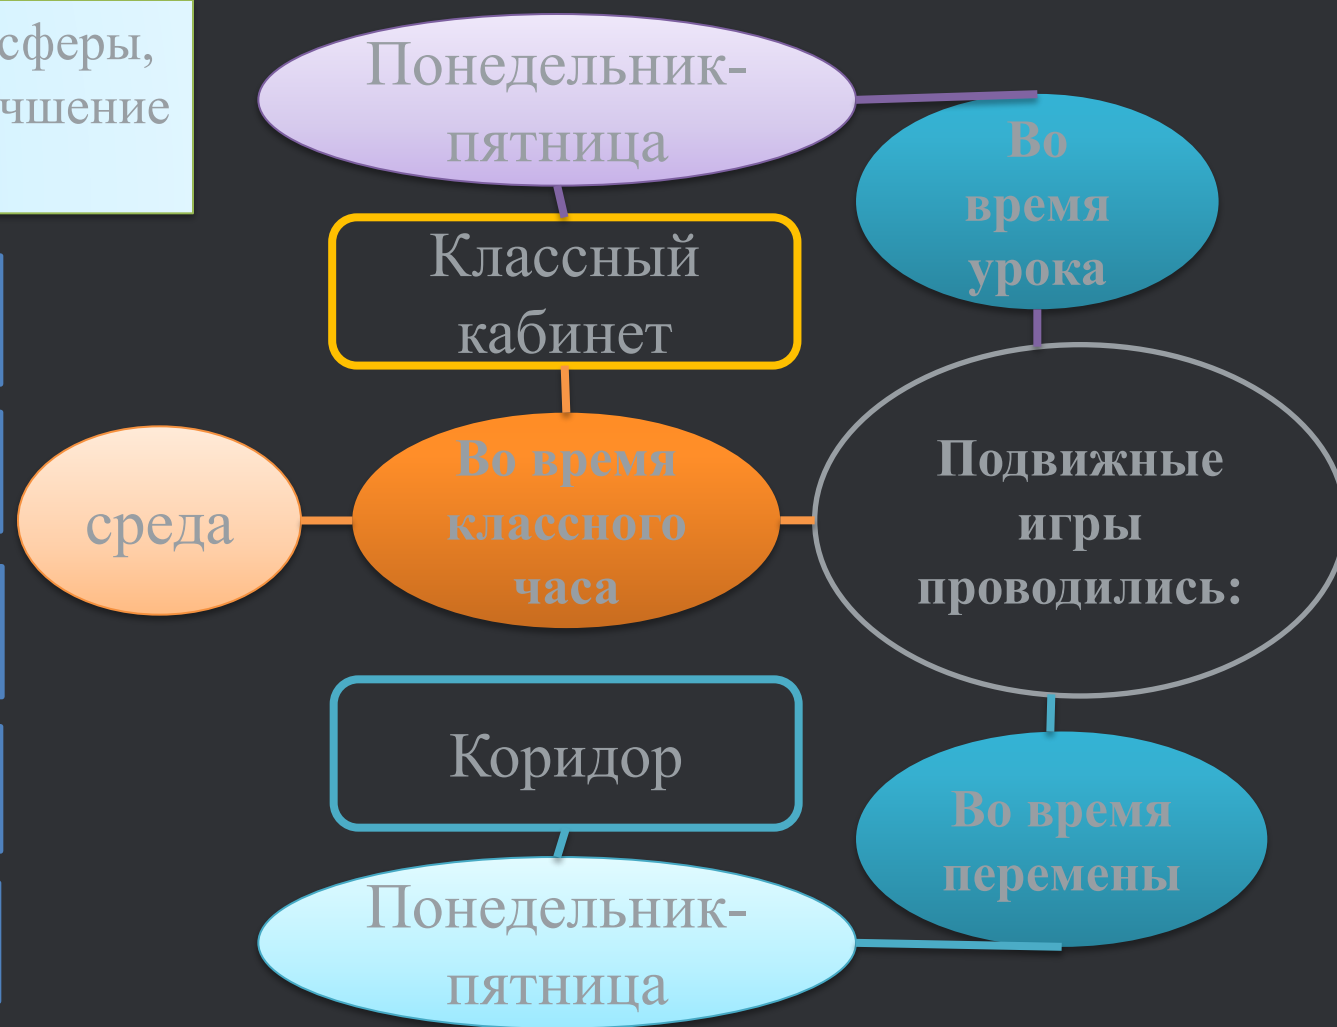 сферы,
чшение
Понедельник-
пятница
Во
время
урока
Классный
кабинет
среда
Во время
классного
часа
Подвижные
игры
проводились:
Коридор
Во время
перемены
Понедельник-
пятница